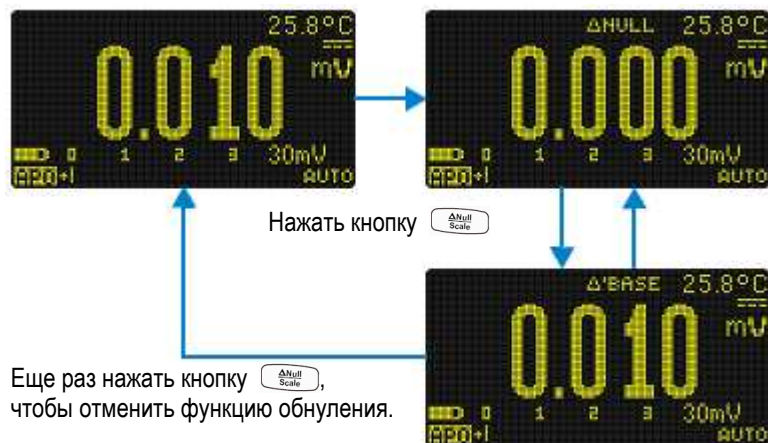 25.8°C
0.010 mV
0 1 2 3 30mV
APO AUTO
ΔNULL 25.8°C
0.000 mV
0 1 2 3 30mV
APO AUTO
Нажать кнопку ΔNull Scale
Δ'BASE 25.8°C
0.010 mV
0 1 2 3 30mV
APO AUTO
Еще раз нажать кнопку ΔNull Scale,
чтобы отменить функцию обнуления.